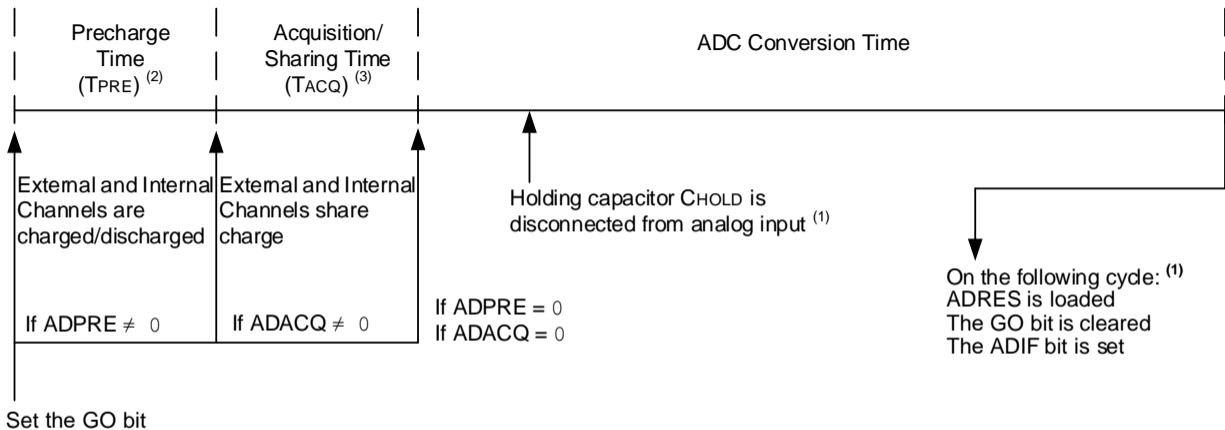 Precharge
Time
(TPRE) (2)
Acquisition/
Sharing Time
(TACQ) (3)
ADC Conversion Time
External and Internal
Channels are
charged/discharged
External and Internal
Channels share
charge
Holding capacitor CHOLD is
disconnected from analog input (1)
If ADPRE ≠ 0
If ADACQ ≠ 0
If ADPRE = 0
If ADACQ = 0
On the following cycle: (1)
ADRES is loaded
The GO bit is cleared
The ADIF bit is set
Set the GO bit